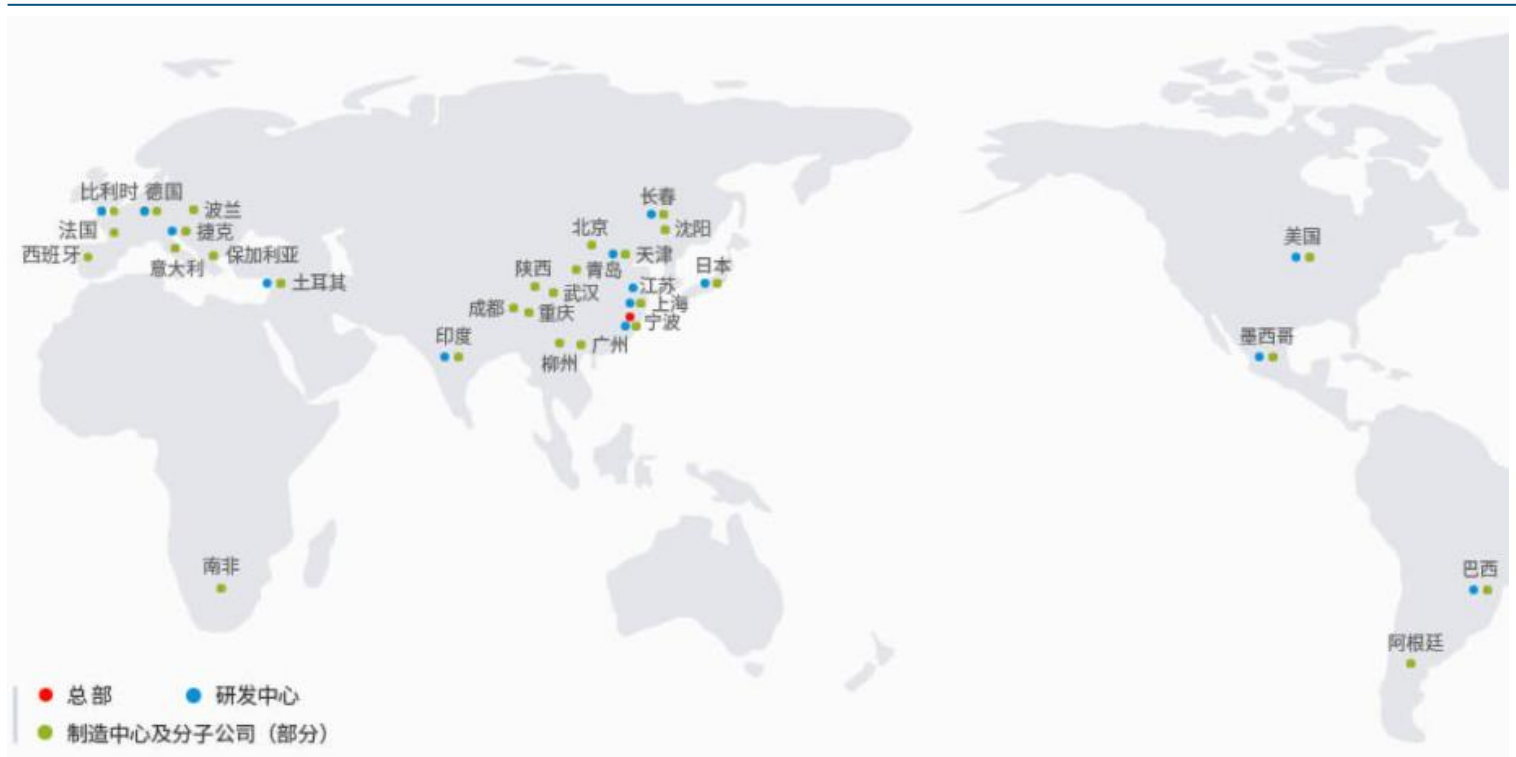 比利时 德国
波兰
法国
捷克
西班牙
意大利
保加利亚
土耳其
长春
沈阳
北京
天津
陕西
青岛
日本
武汉
江苏
成都
重庆
上海
宁波
印度
广州
柳州
美国
墨西哥
南非
巴西
阿根廷
总部
研发中心
制造中心及分子公司（部分）